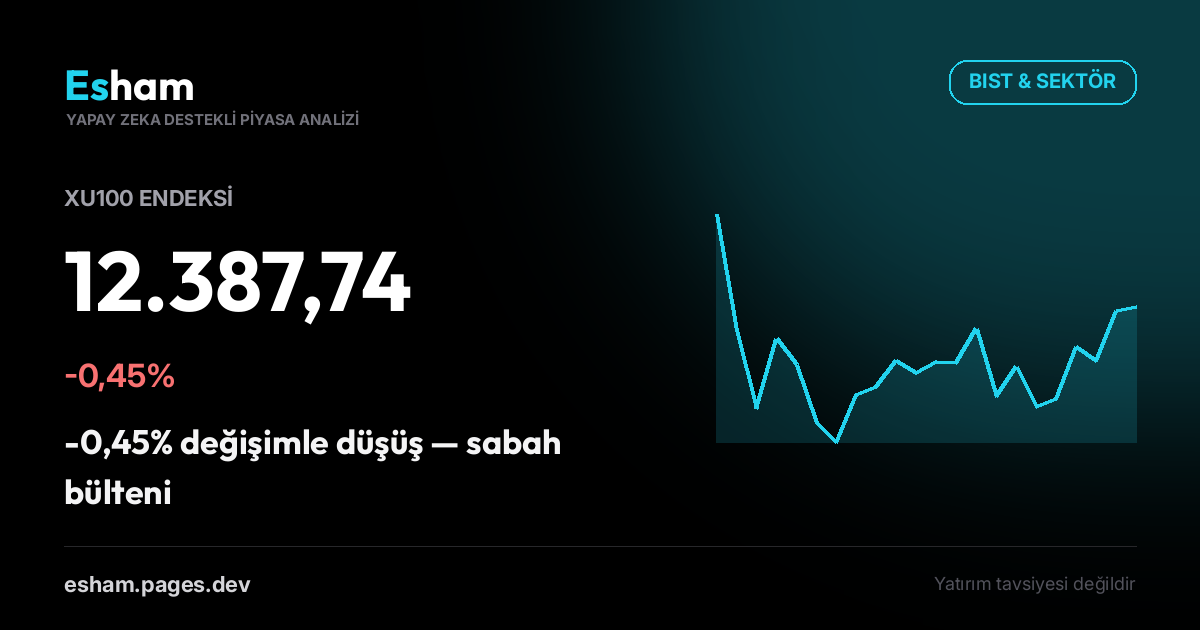 Esham
YAPAY ZEKA DESTEKLİ PİYASA ANALİZİ
BIST & SEKTÖR
XU100 ENDEKSİ
12.387,74
-0,45%
-0,45% değişimle düşüş — sabah
bülteni
esham.pages.dev
Yatırım tavsiyesi değildir